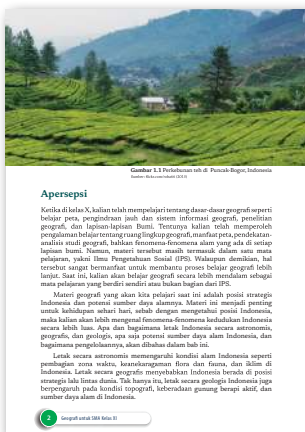 Gambar 1.1 Perkebunan teh di Puncak-Bogor, Indonesia
Apersepsi
Ketika di kelas X, kalian telah mempelajari tentang dasar-dasar geografi seperti
belajar peta, pengindraan jauh dan sistem informasi geografi, penelitian
geografi, dan lapisan-lapisan Bumi. Tentunya kalian telah memperoleh
pengalaman belajar tentang ruang lingkup geografi, manfaat peta, pendekatan-
analisis studi geografi, bahkan fenomena-fenomena alam yang ada di setiap
lapisan bumi. Namun, materi tersebut masih termasuk dalam satu mata
pelajaran, yakni Ilmu Pengetahuan Sosial (IPS). Walaupun demikian, hal
tersebut sangat bermanfaat untuk membantu proses belajar geografi lebih
lanjut. Saat ini, kalian akan belajar geografi secara lebih mendalam sebagai
mata pelajaran yang berdiri sendiri atau bukan bagian dari IPS.
Materi geografi yang akan kita pelajari saat ini adalah posisi strategis
Indonesia dan potensi sumber daya alamnya. Materi ini menjadi penting
untuk kehidupan sehari hari, sebab dengan mengetahui posisi Indonesia,
maka kalian akan lebih mengenal fenomena-fenomena kedudukan Indonesia
secara lebih luas. Apa dan bagaimana letak Indonesia secara astronomis,
geografis, dan geologis, apa saja potensi sumber daya alam Indonesia, dan
bagaimana pengelolaannya, akan dibahas dalam bab ini.
Letak secara astronomis memengaruhi kondisi alam Indonesia seperti
pembagian zona waktu, keanekaragaman flora dan fauna, dan iklim di
Indonesia. Letak secara geografis menyebabkan Indonesia berada di posisi
strategis lalu lintas dunia. Tak hanya itu, letak secara geologis Indonesia juga
berpengaruh pada kondisi topografi, keberadaan gunung berapi aktif, dan
sumber daya alam di Indonesia.
2 Geografi untuk SMA Kelas XI